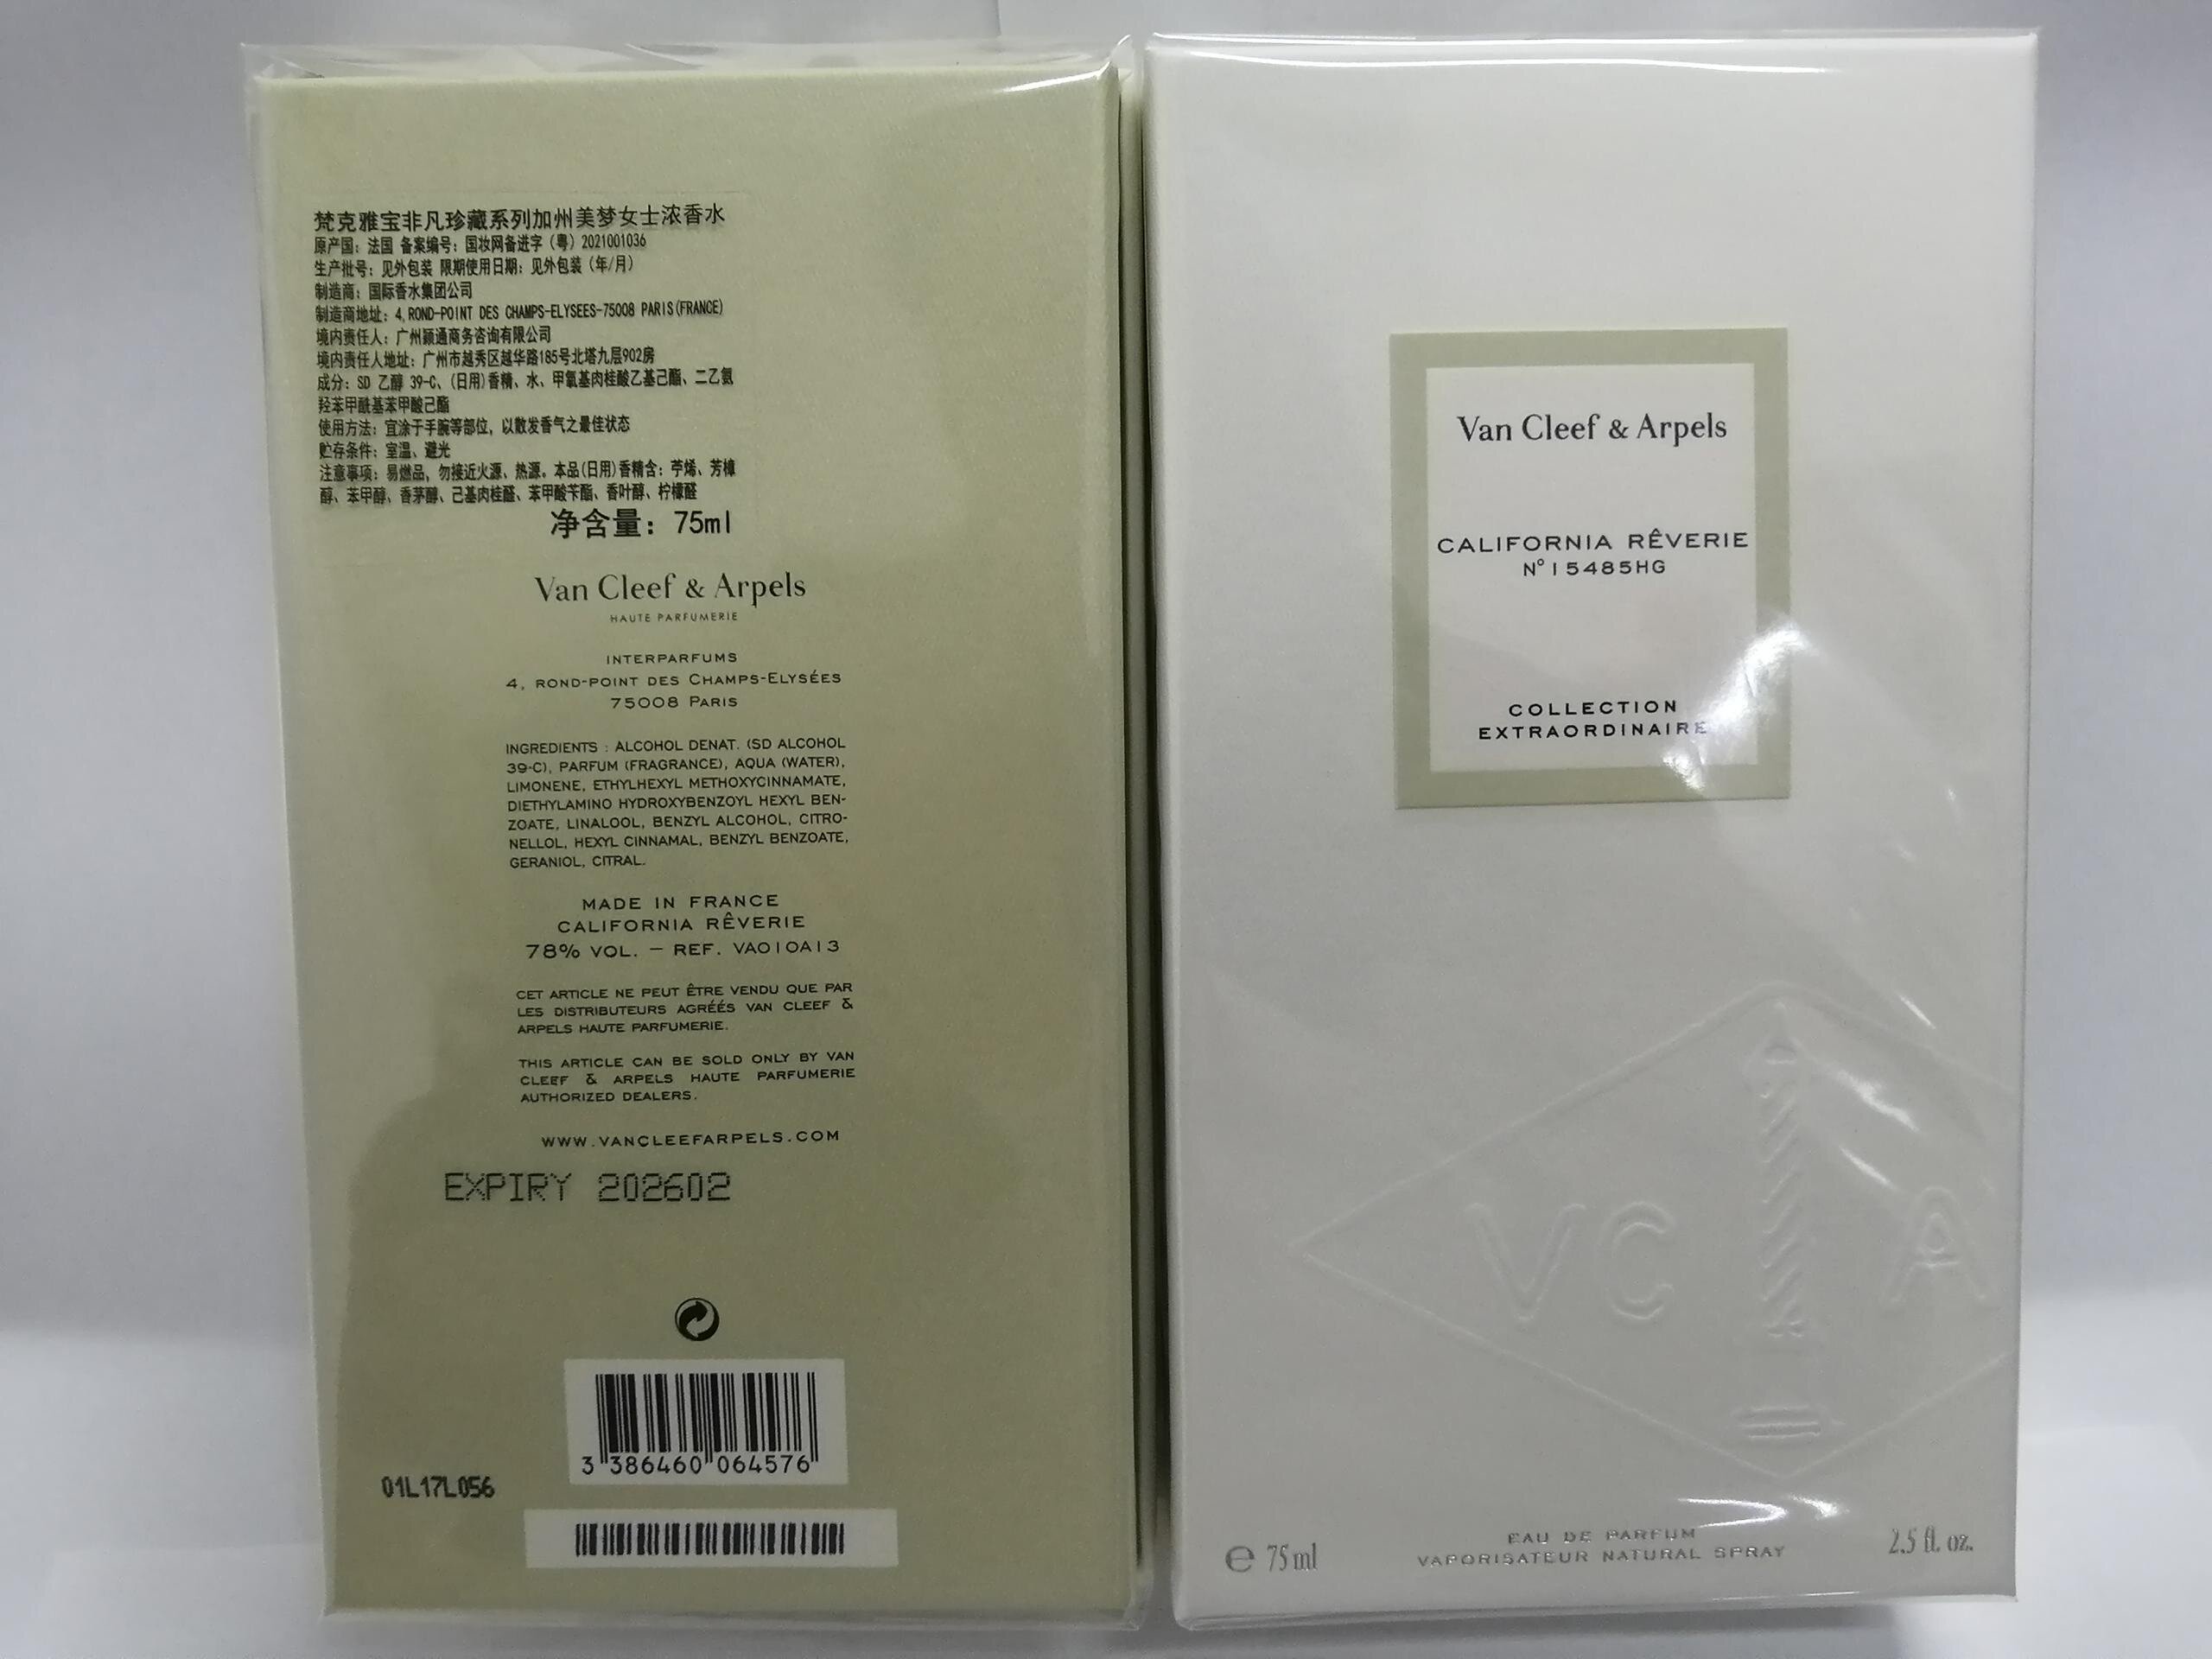 梵克雅宝非凡珍藏系列加州美梦女士浓香水
原产国：法国 备案编号：国妆网备进字（粤）2021001036
生产批号：见外包装 限期使用日期：见外包装（年/月）
制造商：国际香水集团公司
制造商地址：4,ROND-POINT DES CHAMPS-ELYSEES-75008 PARIS(FRANCE)
境内责任人：广州颖通商务咨询有限公司
境内责任人地址：广州市越秀区越华路185号北塔九层902房
成分：SD 乙醇 39-C、(日用)香精、水、甲氧基肉桂酸乙基己酯、二乙氨
羟苯甲酰基苯甲酸己酯
使用方法：宜涂于手腕等部位，以散发香气之最佳状态
贮存条件：室温、避光
注意事项：易燃品，勿接近火源、热源。本品(日用)香精含：苧烯、芳樟
醇、苯甲醇、香茅醇、己基肉桂醛、苯甲酸苄酯、香叶醇、柠檬醛
净含量：75ml
Van Cleef & Arpels
HAUTE PARFUMERIE
INTERPARFUMS
4, ROND-POINT DES CHAMPS-ELYSÉES
75008 PARIS
INGREDIENTS : ALCOHOL DENAT. (SD ALCOHOL
39-C), PARFUM (FRAGRANCE), AQUA (WATER),
LIMONENE, ETHYLHEXYL METHOXYCINNAMATE,
DIETHYLAMINO HYDROXYBENZOYL HEXYL BEN-
ZOATE, LINALOOL, BENZYL ALCOHOL, CITRO-
NELLOL, HEXYL CINNAMAL, BENZYL BENZOATE,
GERANIOL, CITRAL.
MADE IN FRANCE
CALIFORNIA RÊVERIE
78% VOL. – REF. VA010A13
CET ARTICLE NE PEUT ÊTRE VENDU QUE PAR
LES DISTRIBUTEURS AGRÉÉS VAN CLEEF &
ARPELS HAUTE PARFUMERIE.
THIS ARTICLE CAN BE SOLD ONLY BY VAN
CLEEF & ARPELS HAUTE PARFUMERIE
AUTHORIZED DEALERS.
WWW.VANCLEEFARPELS.COM
EXPIRY 202602
3 386460 064576
01L17L056
Van Cleef & Arpels
CALIFORNIA RÊVERIE
N°15485HG
COLLECTION
EXTRAORDINAIRE
VC A
e 75 ml
EAU DE PARFUM
VAPORISATEUR NATURAL SPRAY
2.5 fl. oz.